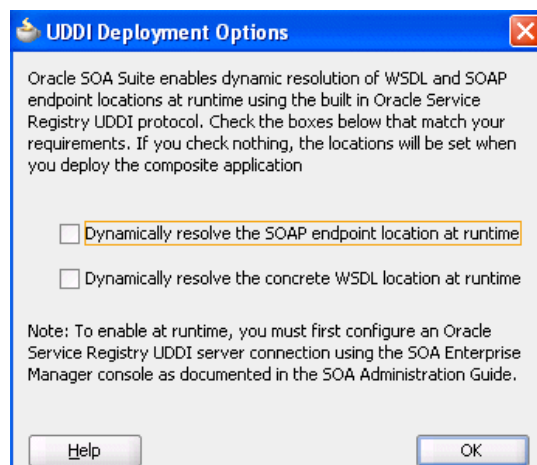 UDDI Deployment Options
Oracle SOA Suite enables dynamic resolution of WSDL and SOAP
endpoint locations at runtime using the built in Oracle Service
Registry UDDI protocol. Check the boxes below that match your
requirements. If you check nothing, the locations will be set when
you deploy the composite application
Dynamically resolve the SOAP endpoint location at runtime
Dynamically resolve the concrete WSDL location at runtime
Note: To enable at runtime, you must first configure an Oracle
Service Registry UDDI server connection using the SOA Enterprise
Manager console as documented in the SOA Administration Guide.
Help
OK